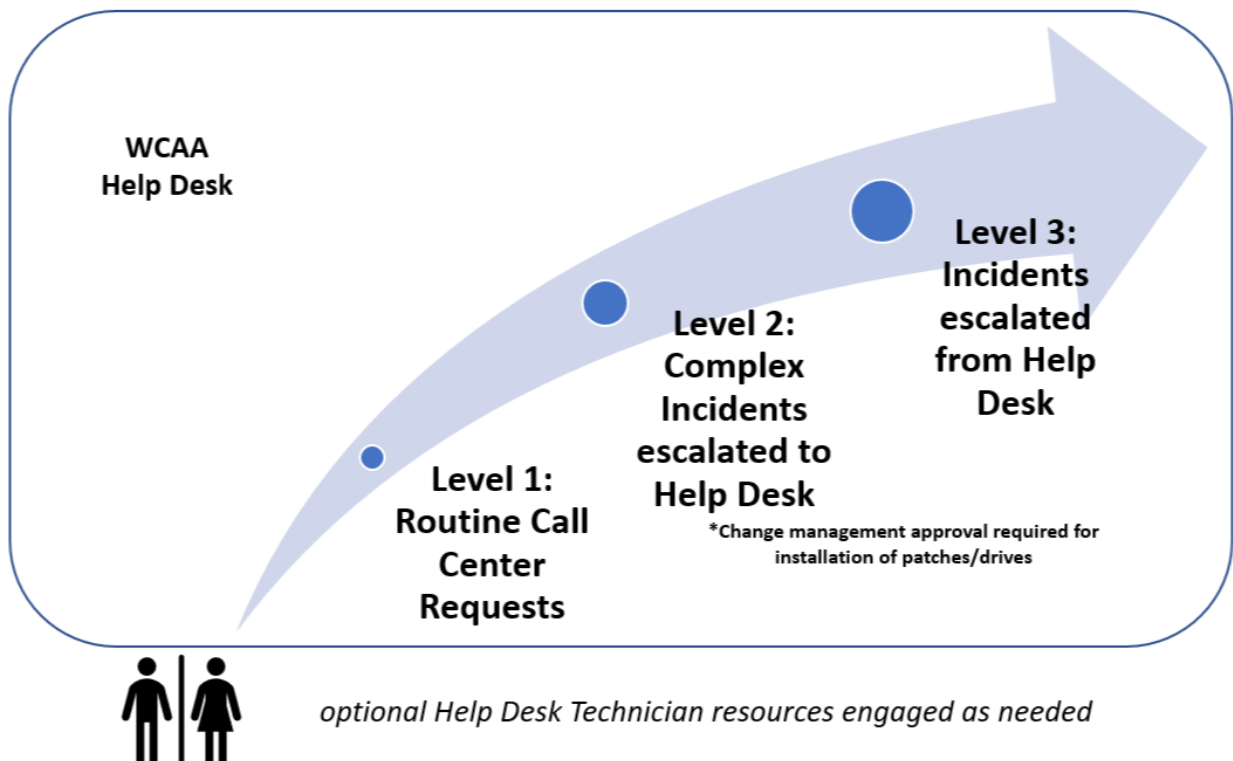 WCAA
Help Desk
Level 3:
Incidents
escalated
from Help
Desk
Level 2:
Complex
Incidents
escalated to
Help Desk
Level 1:
Routine Call
Center
Requests
*Change management approval required for
installation of patches/drives
optional Help Desk Technician resources engaged as needed